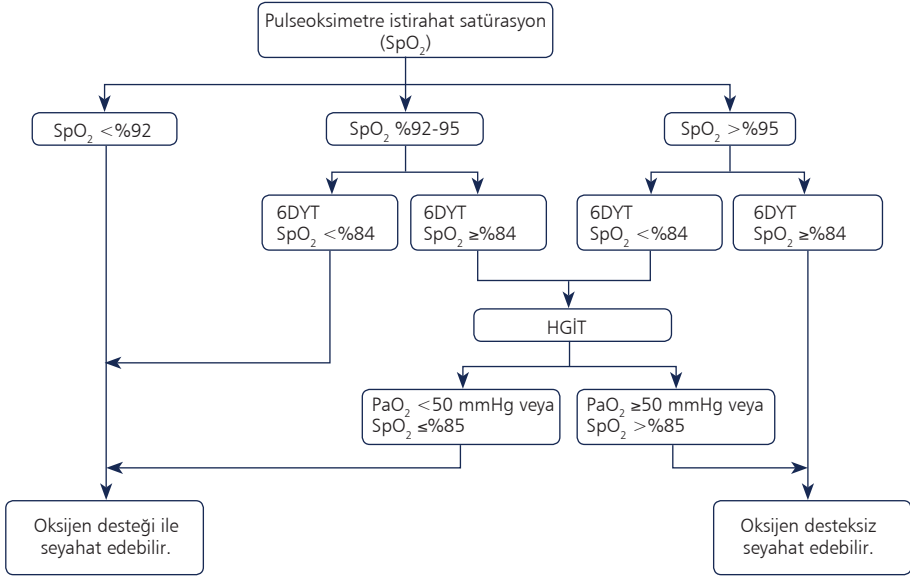 Pulseoksimetre istirahat satürasyon
(SpO₂)
SpO₂ <%92
SpO₂ %92-95
SpO₂ >%95
6DYT
SpO₂ <%84
6DYT
SpO₂ ≥%84
6DYT
SpO₂ <%84
6DYT
SpO₂ ≥%84
HGİT
PaO₂ <50 mmHg veya
SpO₂ ≤%85
PaO₂ ≥50 mmHg veya
SpO₂ >%85
Oksijen desteği ile
seyahat edebilir.
Oksijen desteksiz
seyahat edebilir.